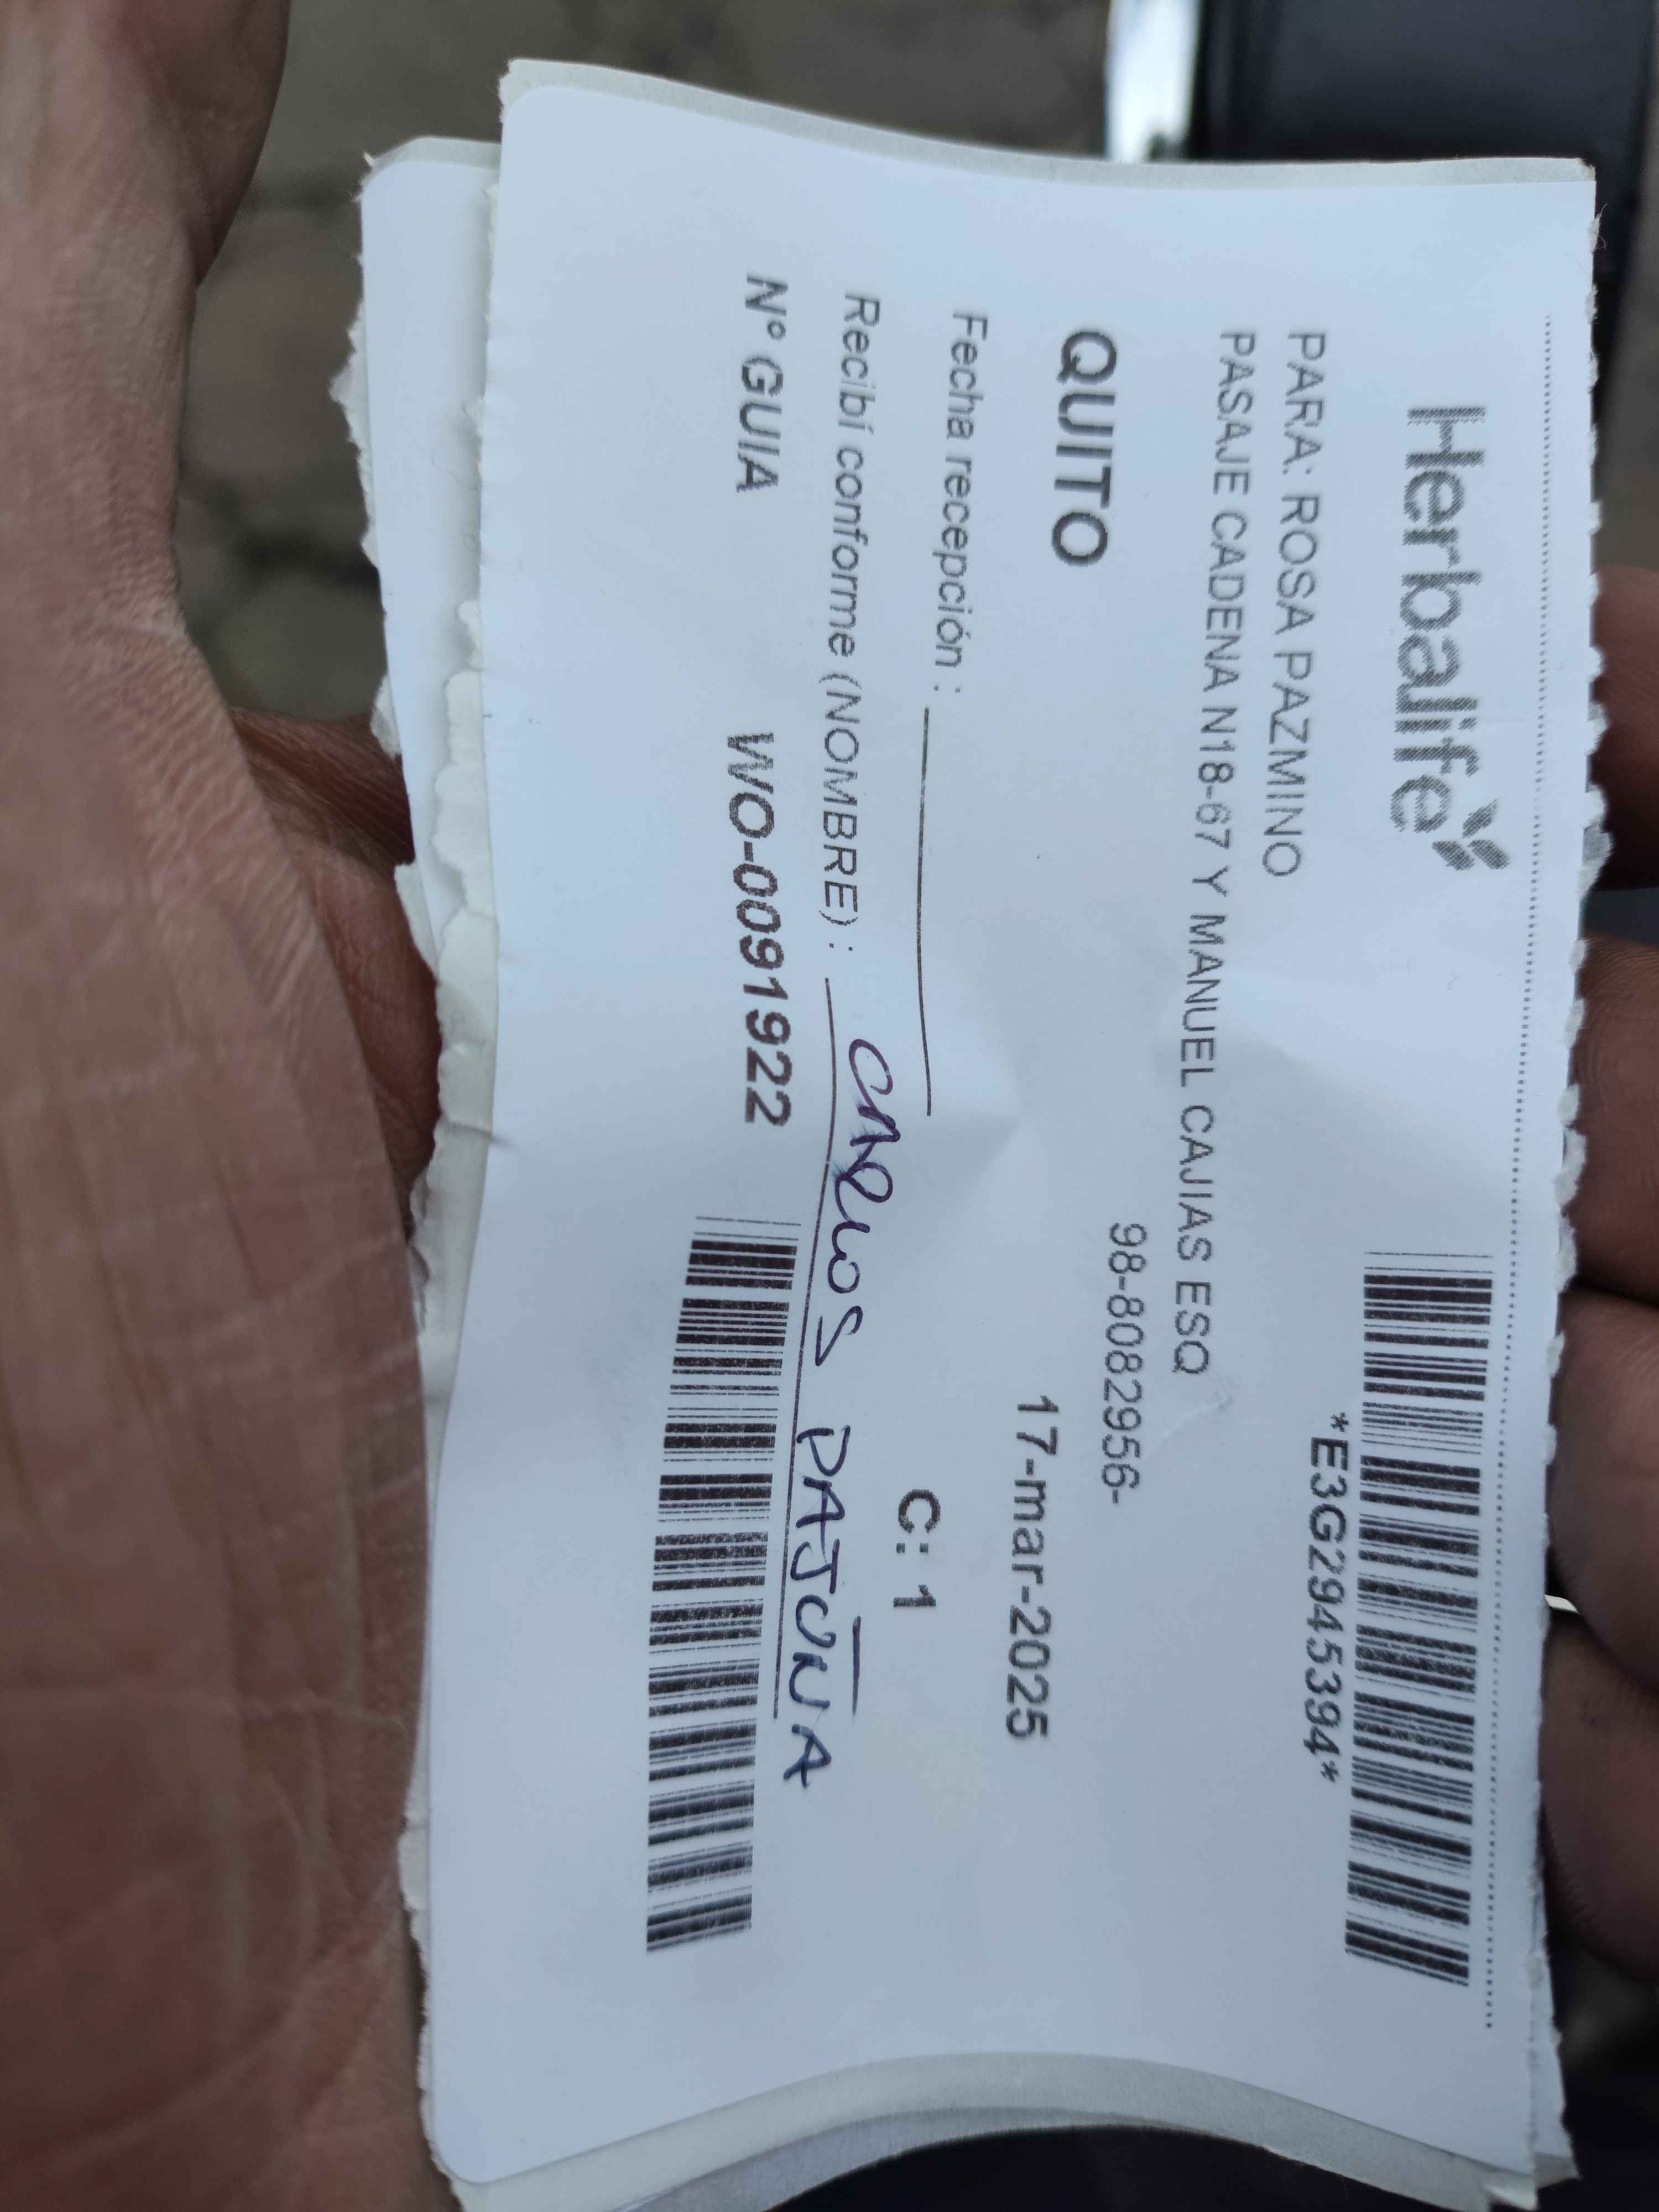 Herbalife
*E3G2945394*
PARA: ROSA PAZMINO
PASAJE CADENA N18-67 Y MANUEL CAJIAS ESQ
98-8082956-
QUITO
17-mar-2025
Fecha recepción :
C: 1
Recibí conforme (NOMBRE) : CARLOS PAJUÑA
Nº GUIA WO-0091922